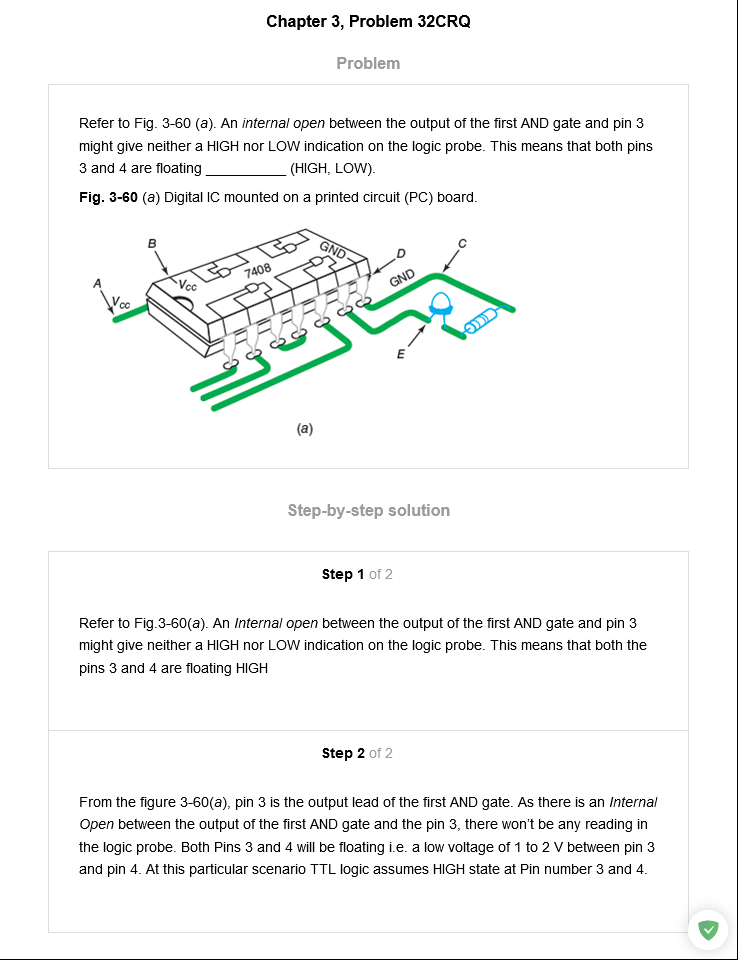 Chapter 3, Problem 32CRQ
Problem
Refer to Fig. 3-60 (a). An internal open between the output of the first AND gate and pin 3
might give neither a HIGH nor LOW indication on the logic probe. This means that both pins
3 and 4 are floating __________ (HIGH, LOW).
Fig. 3-60 (a) Digital IC mounted on a printed circuit (PC) board.
A
Vcc
B
Vcc
7408
GND
D
GND
C
E
(a)
Step-by-step solution
Step 1 of 2
Refer to Fig.3-60(a). An Internal open between the output of the first AND gate and pin 3
might give neither a HIGH nor LOW indication on the logic probe. This means that both the
pins 3 and 4 are floating HIGH
Step 2 of 2
From the figure 3-60(a), pin 3 is the output lead of the first AND gate. As there is an Internal
Open between the output of the first AND gate and the pin 3, there won't be any reading in
the logic probe. Both Pins 3 and 4 will be floating i.e. a low voltage of 1 to 2 V between pin 3
and pin 4. At this particular scenario TTL logic assumes HIGH state at Pin number 3 and 4.